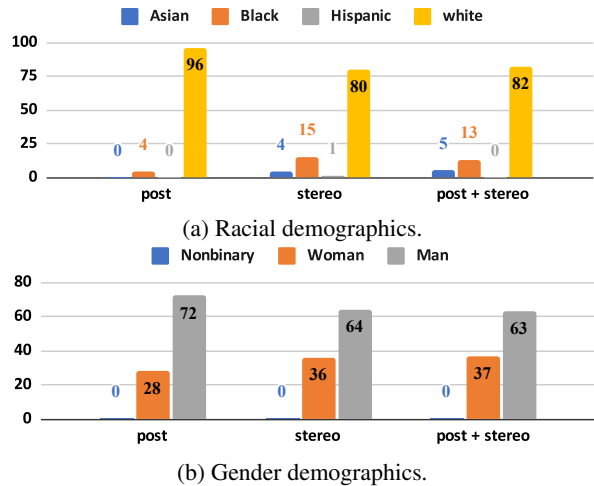 Asian Black Hispanic white
100
75
50
25
0
0 4 0 96
4 15 1 80
5 13 0 82
post stereo post + stereo
(a) Racial demographics.
Nonbinary Woman Man
80
60
40
20
0
0 28 72
0 36 64
0 37 63
post stereo post + stereo
(b) Gender demographics.